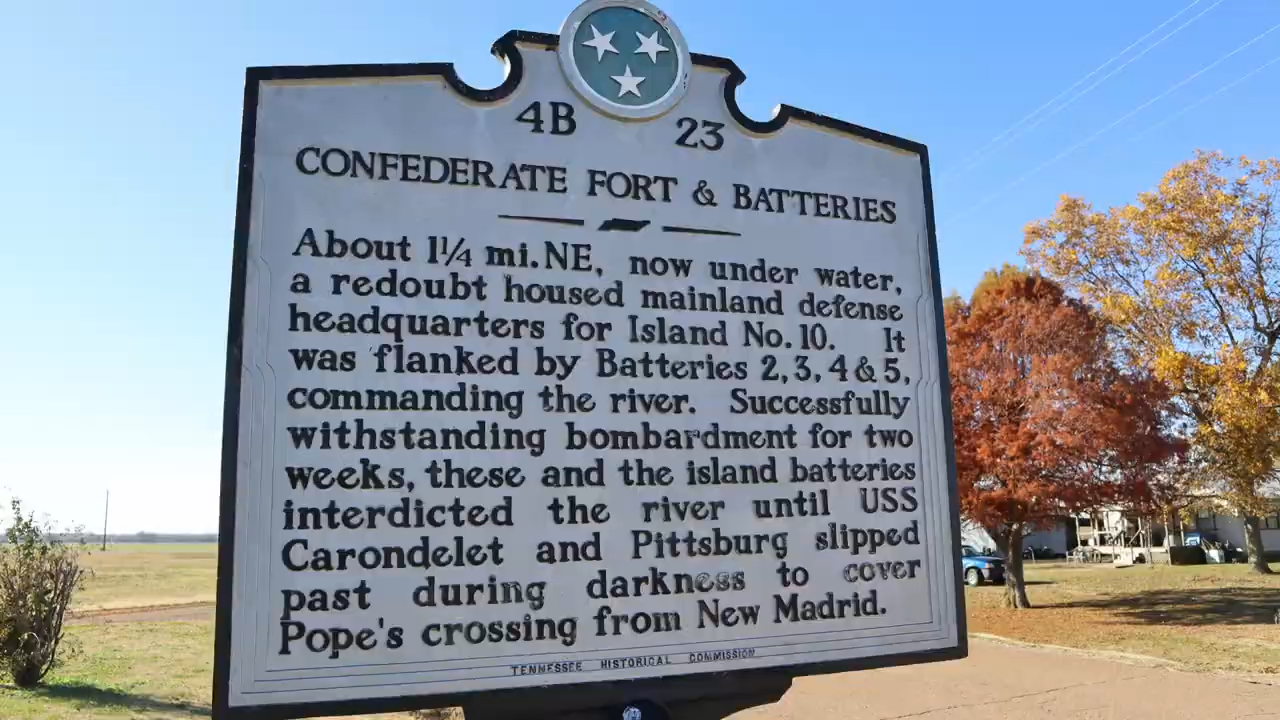 4B 23
CONFEDERATE FORT & BATTERIES
About 1¼ mi. NE, now under water,
a redoubt housed mainland defense
headquarters for Island No. 10. It
was flanked by Batteries 2, 3, 4 & 5,
commanding the river. Successfully
withstanding bombardment for two
weeks, these and the island batteries
interdicted the river until USS
Carondelet and Pittsburg slipped
past during darkness to cover
Pope's crossing from New Madrid.
TENNESSEE HISTORICAL COMMISSION